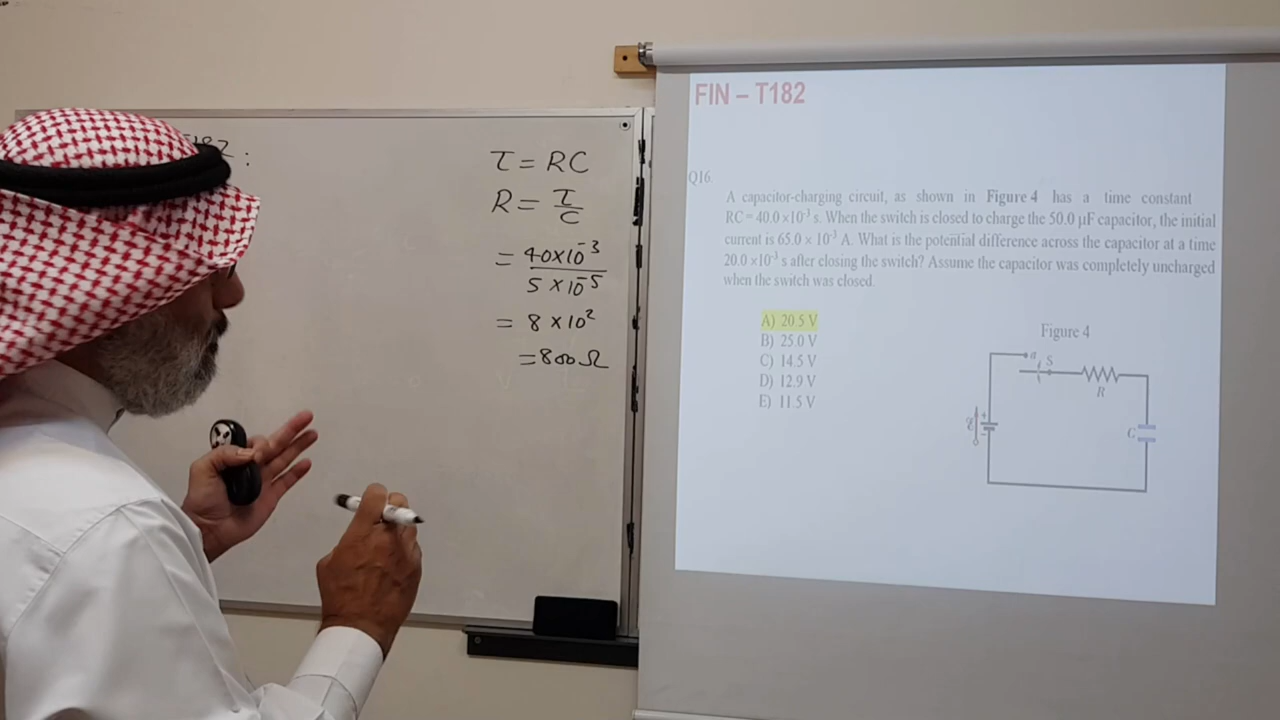 τ = RC
R = τ/C
= 40×10⁻³ / 5×10⁻⁵
= 8×10²
= 800 Ω
FIN – T182
Q16
A capacitor-charging circuit, as shown in Figure 4 has a time constant
RC = 40.0 ×10⁻³ s. When the switch is closed to charge the 50.0 μF capacitor, the initial
current is 65.0 × 10⁻³ A. What is the potential difference across the capacitor at a time
20.0 ×10⁻³ s after closing the switch? Assume the capacitor was completely uncharged
when the switch was closed.
A) 20.5 V
B) 25.0 V
C) 14.5 V
D) 12.9 V
E) 11.5 V
Figure 4
a
S
R
ℰ + −
C